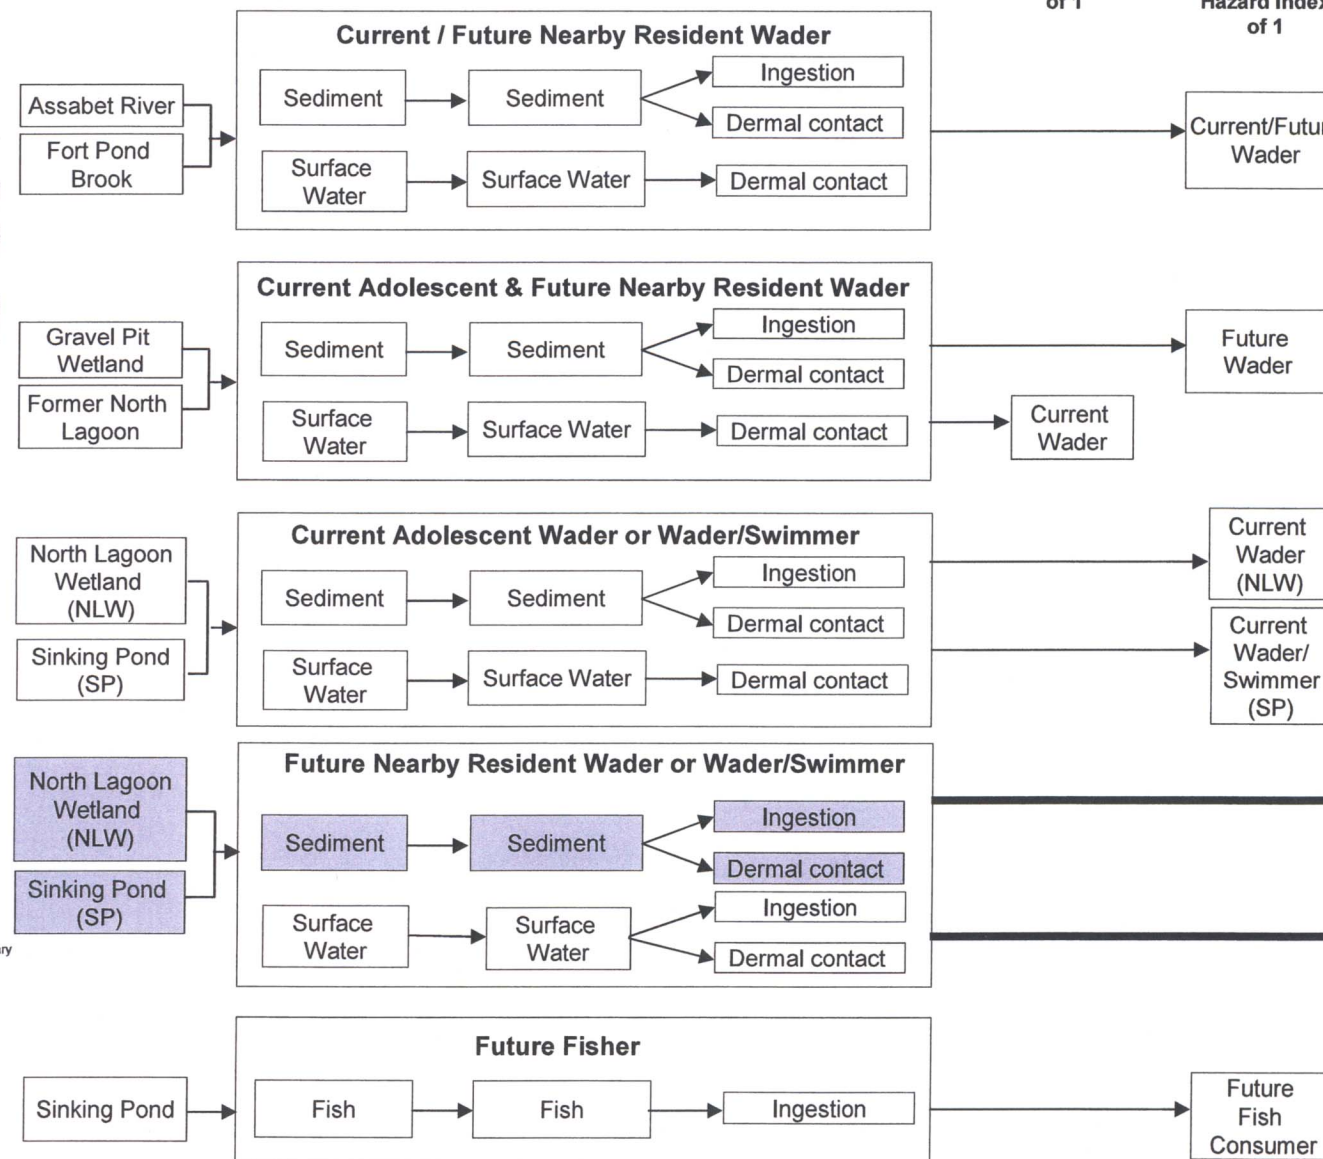 of 1
Hazard Index
of 1
Current / Future Nearby Resident Wader
Assabet River
Fort Pond
Brook
Sediment
Sediment
Ingestion
Dermal contact
Surface
Water
Surface Water
Dermal contact
Current/Futur
Wader
Current Adolescent & Future Nearby Resident Wader
Gravel Pit
Wetland
Former North
Lagoon
Sediment
Sediment
Ingestion
Dermal contact
Surface
Water
Surface Water
Dermal contact
Future
Wader
Current
Wader
Current Adolescent Wader or Wader/Swimmer
North Lagoon
Wetland
(NLW)
Sinking Pond
(SP)
Sediment
Sediment
Ingestion
Dermal contact
Surface
Water
Surface Water
Dermal contact
Current
Wader
(NLW)
Current
Wader/
Swimmer
(SP)
Future Nearby Resident Wader or Wader/Swimmer
North Lagoon
Wetland
(NLW)
Sinking Pond
(SP)
Sediment
Sediment
Ingestion
Dermal contact
Surface
Water
Surface
Water
Ingestion
Dermal contact
ary
Future Fisher
Sinking Pond
Fish
Fish
Ingestion
Future
Fish
Consumer